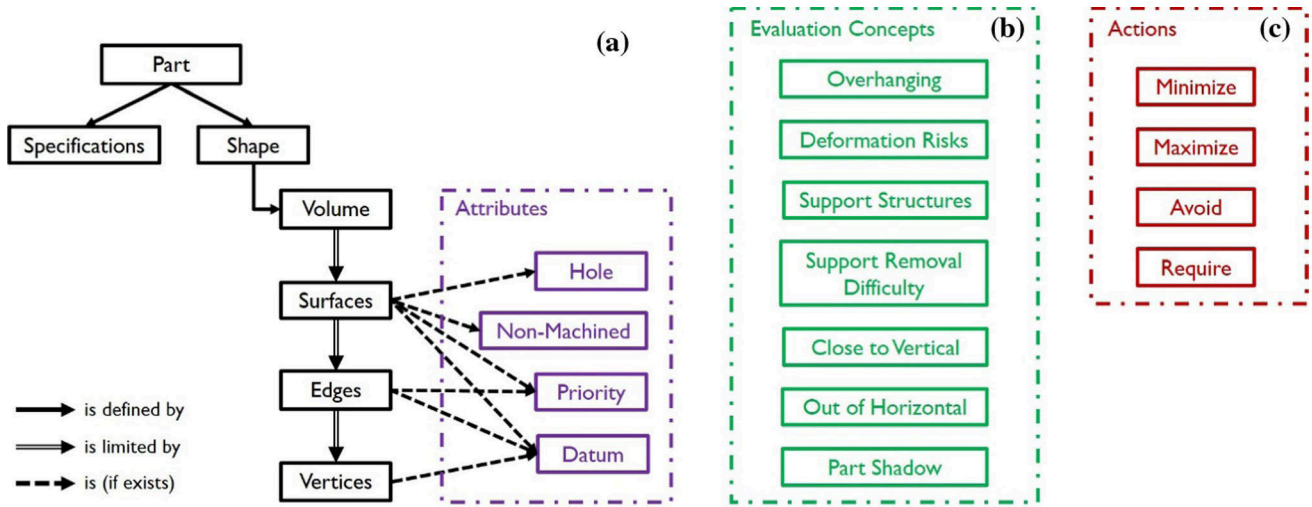 (a)
Part
Specifications
Shape
Volume
Surfaces
Edges
Vertices
is defined by
is limited by
is (if exists)
Attributes
Hole
Non-Machined
Priority
Datum
Evaluation Concepts
(b)
Overhanging
Deformation Risks
Support Structures
Support Removal
Difficulty
Close to Vertical
Out of Horizontal
Part Shadow
Actions
(c)
Minimize
Maximize
Avoid
Require